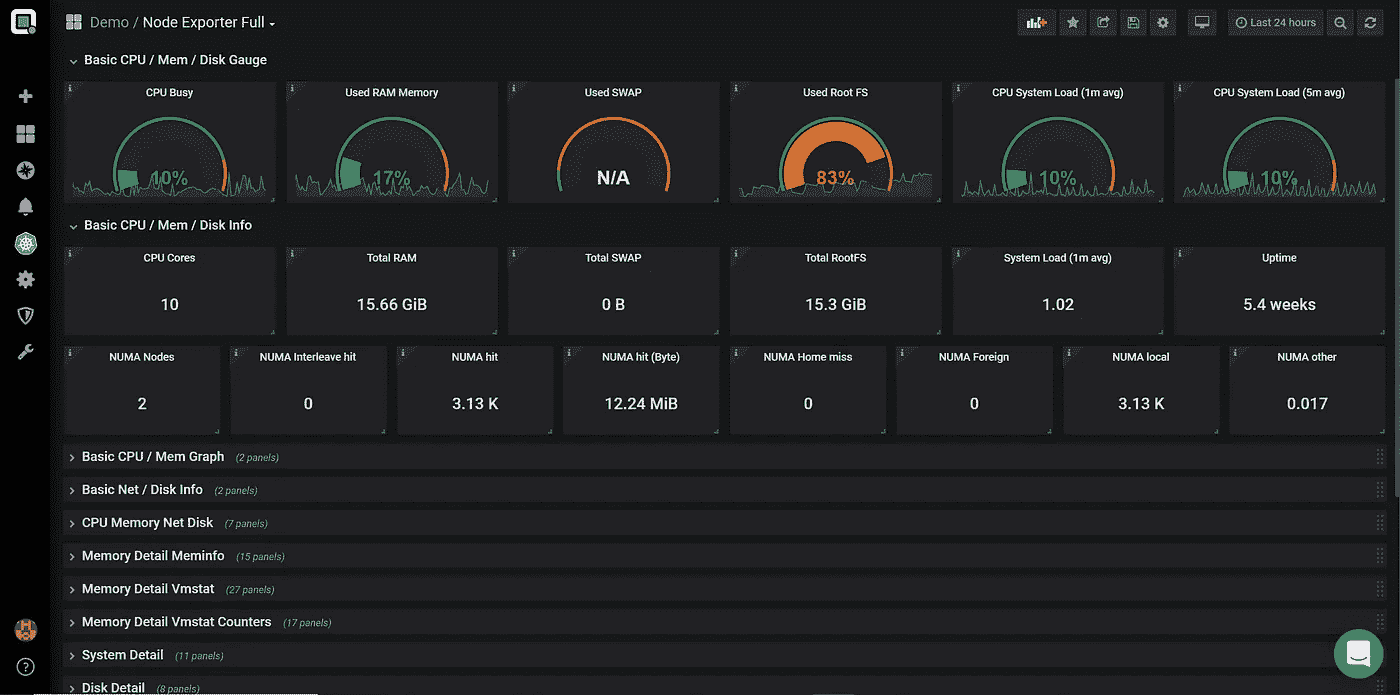 Demo / Node Exporter Full
Last 24 hours
Basic CPU / Mem / Disk Gauge
CPU Busy
10%
Used RAM Memory
17%
Used SWAP
N/A
Used Root FS
83%
CPU System Load (1m avg)
10%
CPU System Load (5m avg)
10%
Basic CPU / Mem / Disk Info
CPU Cores
10
Total RAM
15.66 GiB
Total SWAP
0 B
Total RootFS
15.3 GiB
System Load (1m avg)
1.02
Uptime
5.4 weeks
NUMA Nodes
2
NUMA Interleave hit
0
NUMA hit
3.13 K
NUMA hit (Byte)
12.24 MiB
NUMA Home miss
0
NUMA Foreign
0
NUMA local
3.13 K
NUMA other
0.017
Basic CPU / Mem Graph (2 panels)
Basic Net / Disk Info (2 panels)
CPU Memory Net Disk (7 panels)
Memory Detail Meminfo (15 panels)
Memory Detail Vmstat (27 panels)
Memory Detail Vmstat Counters (17 panels)
System Detail (11 panels)
Disk Detail (8 panels)